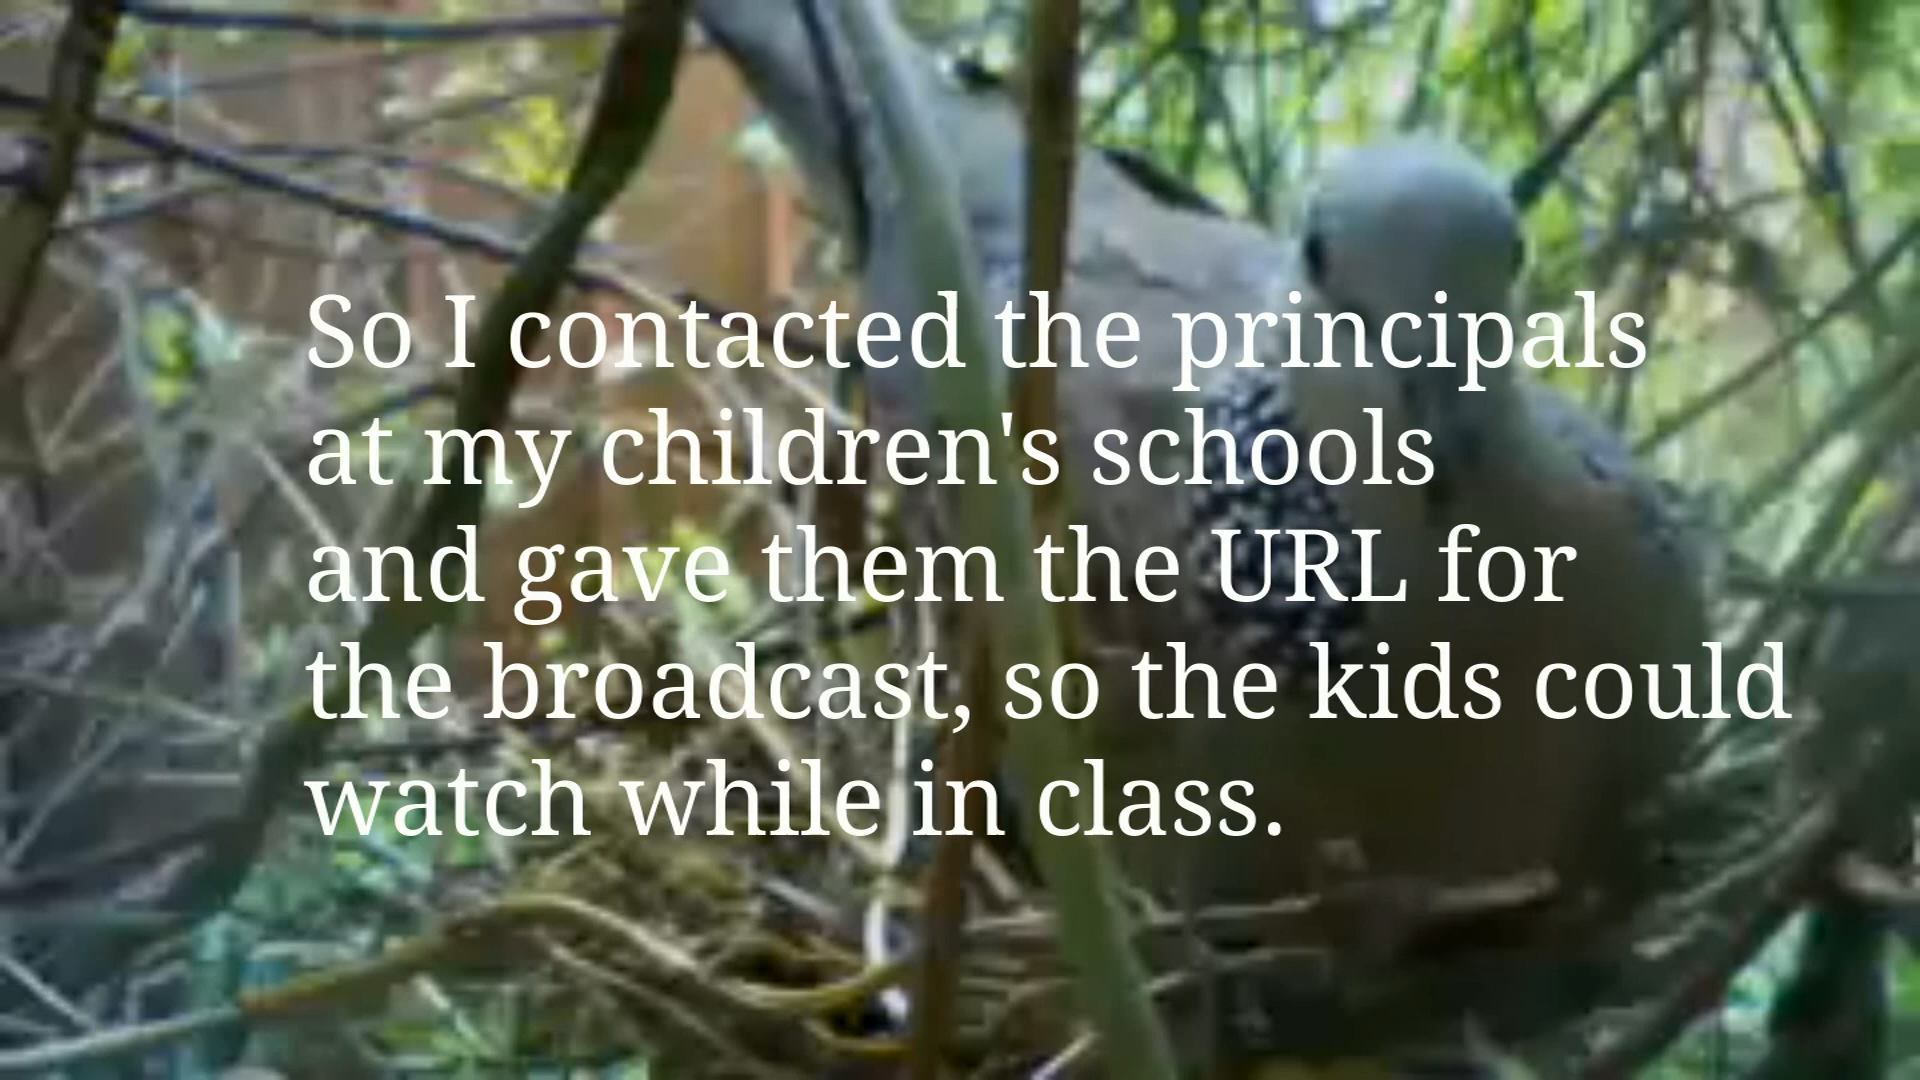 So I contacted the principals
at my children's schools
and gave them the URL for
the broadcast, so the kids could
watch while in class.